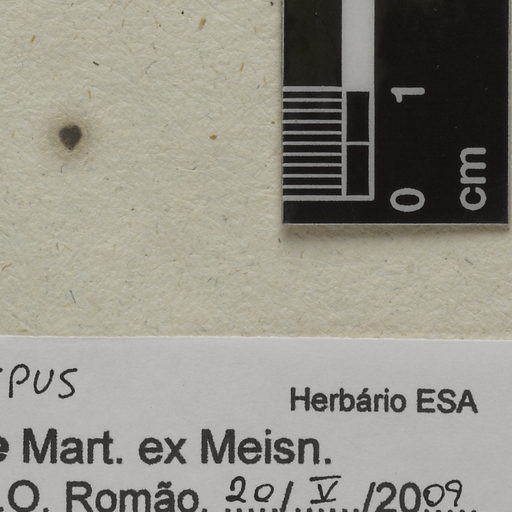 1
0
cm
PUS
Herbário ESA
e Mart. ex Meisn.
.O. Romão, 20/V/2009